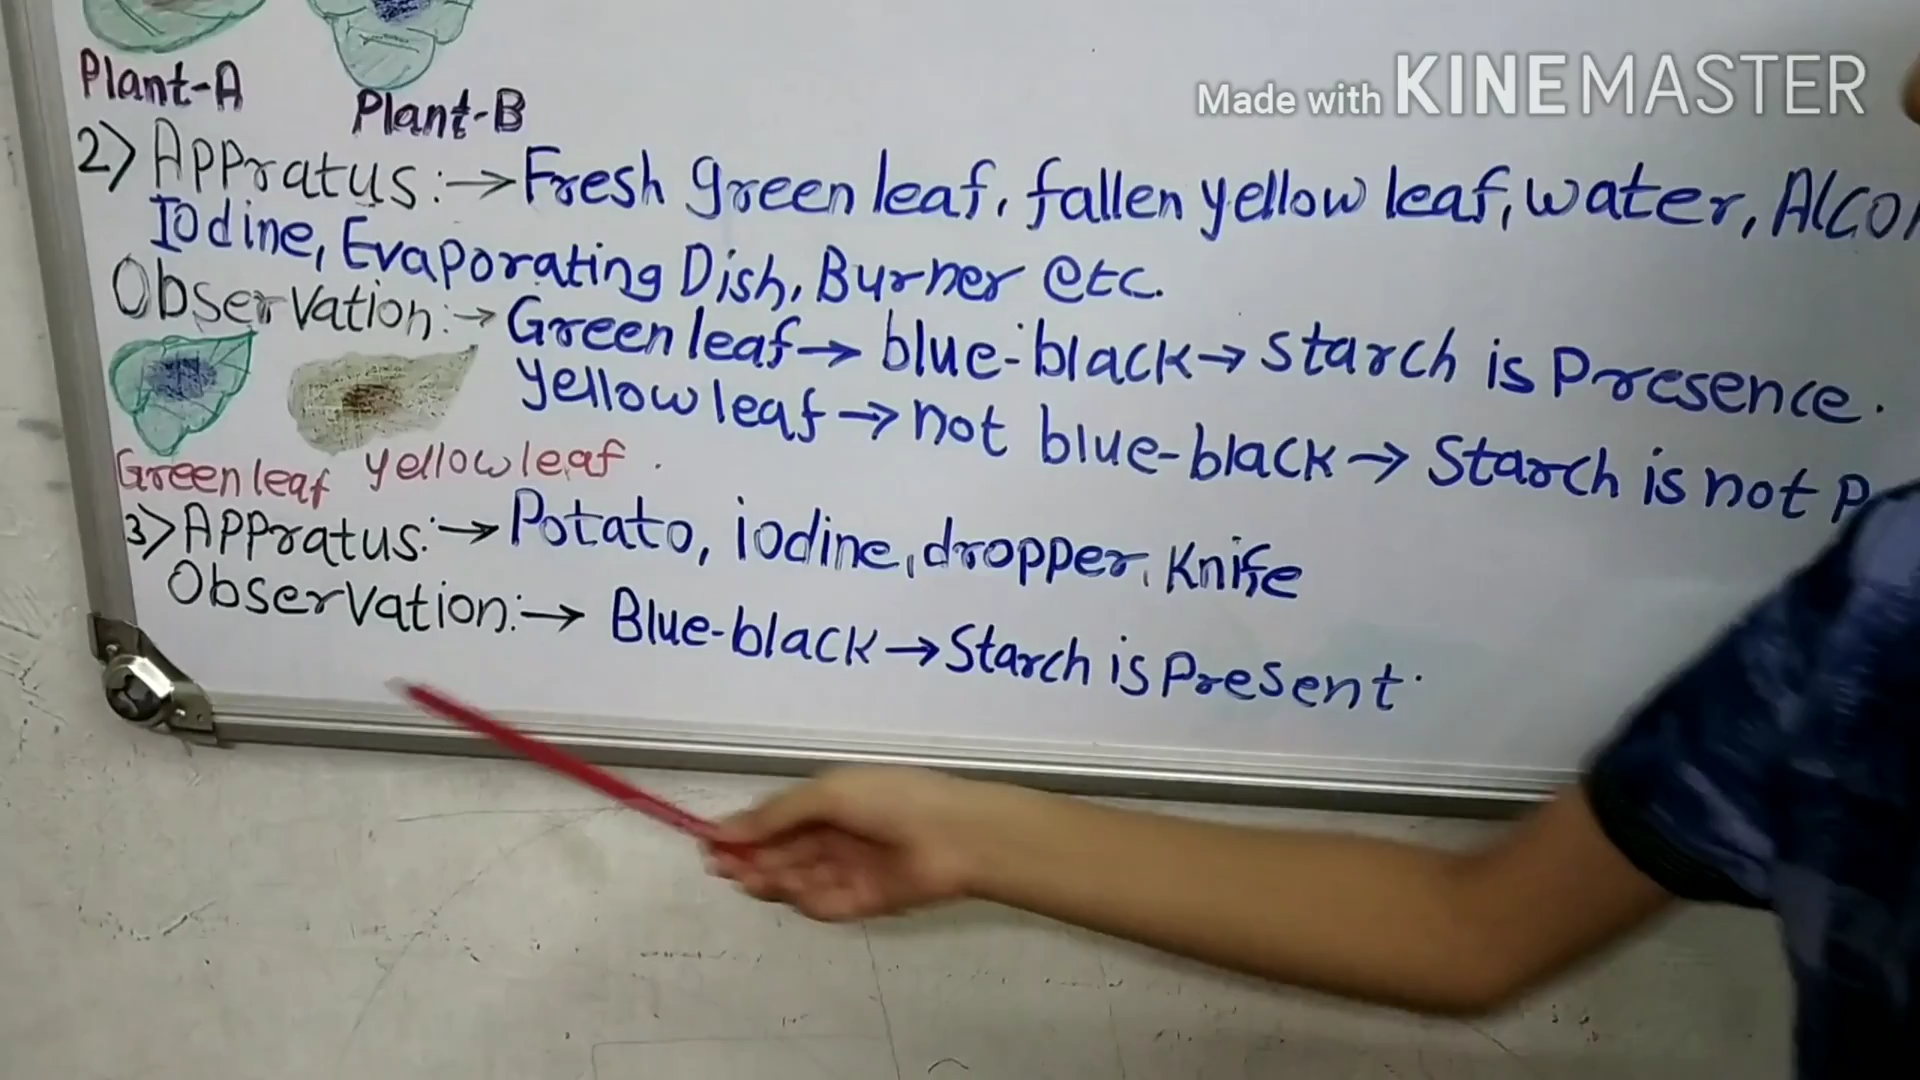 Made with KINEMASTER
Plant-A
Plant-B
2) Appratus:→ Fresh green leaf, fallen yellow leaf, water,
Iodine, Evaporating Dish, Burner etc.
Observation:→ Green leaf → blue-black → starch is Presence.
yellow leaf → not blue-black → Starch is not
Green leaf yellow leaf.
3) Appratus:→ Potato, iodine, dropper, Knife
Observation:→ Blue-black → Starch is Present.